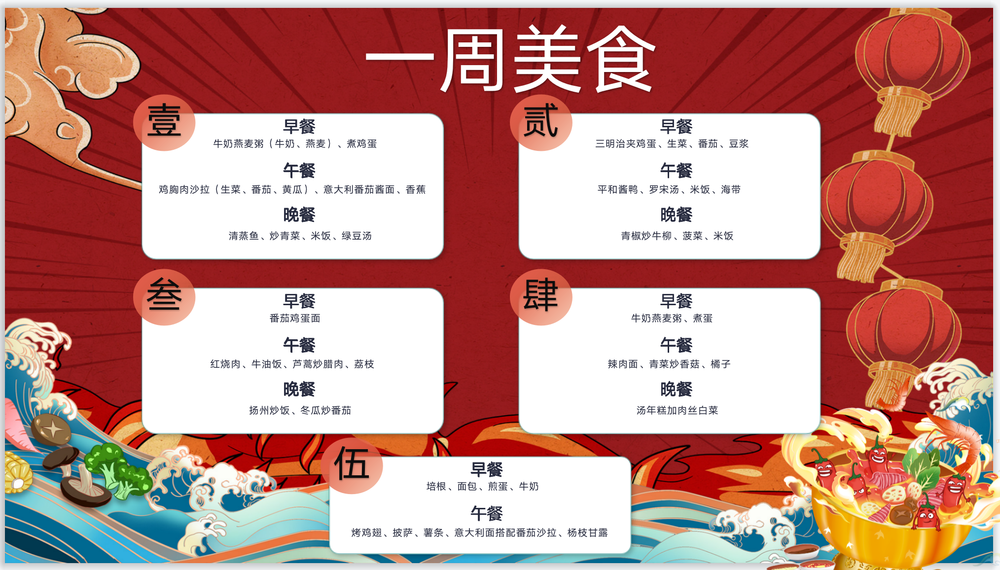 一周美食
壹
早餐
牛奶燕麦粥（牛奶、燕麦）、煮鸡蛋
午餐
鸡胸肉沙拉（生菜、番茄、黄瓜）、意大利番茄酱面、香蕉
晚餐
清蒸鱼、炒青菜、米饭、绿豆汤
贰
早餐
三明治夹鸡蛋、生菜、番茄、豆浆
午餐
平和酱鸭、罗宋汤、米饭、海带
晚餐
青椒炒牛柳、菠菜、米饭
叁
早餐
番茄鸡蛋面
午餐
红烧肉、牛油饭、芦蒿炒腊肉、荔枝
晚餐
扬州炒饭、冬瓜炒番茄
肆
早餐
牛奶燕麦粥、煮蛋
午餐
辣肉面、青菜炒香菇、橘子
晚餐
汤年糕加肉丝白菜
伍
早餐
培根、面包、煎蛋、牛奶
午餐
烤鸡翅、披萨、薯条、意大利面搭配番茄沙拉、杨枝甘露